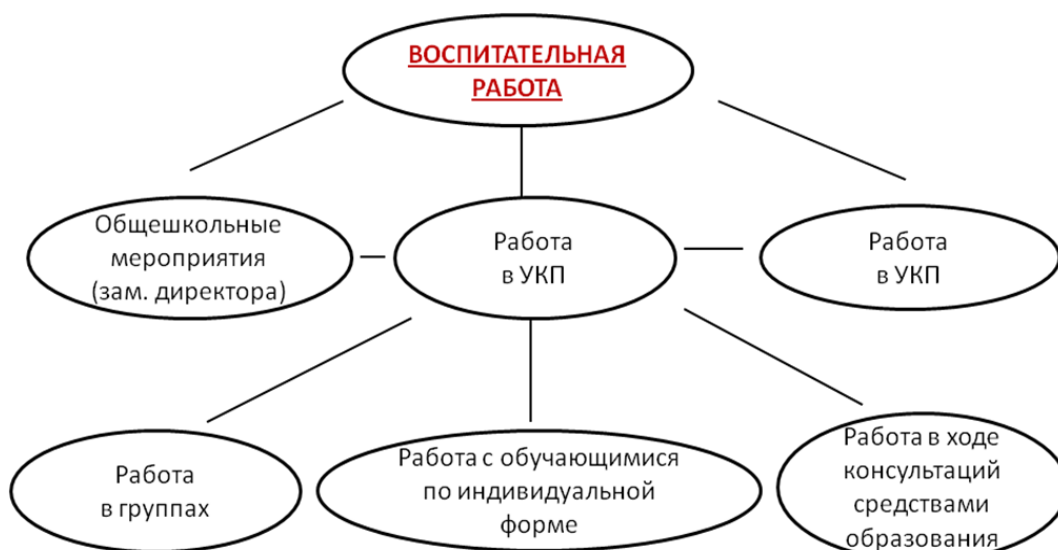 ВОСПИТАТЕЛЬНАЯ
РАБОТА
Общешкольные
мероприятия
(зам. директора)
Работа
в УКП
Работа
в УКП
Работа
в группах
Работа с обучающимися
по индивидуальной
форме
Работа в ходе
консультаций
средствами
образования